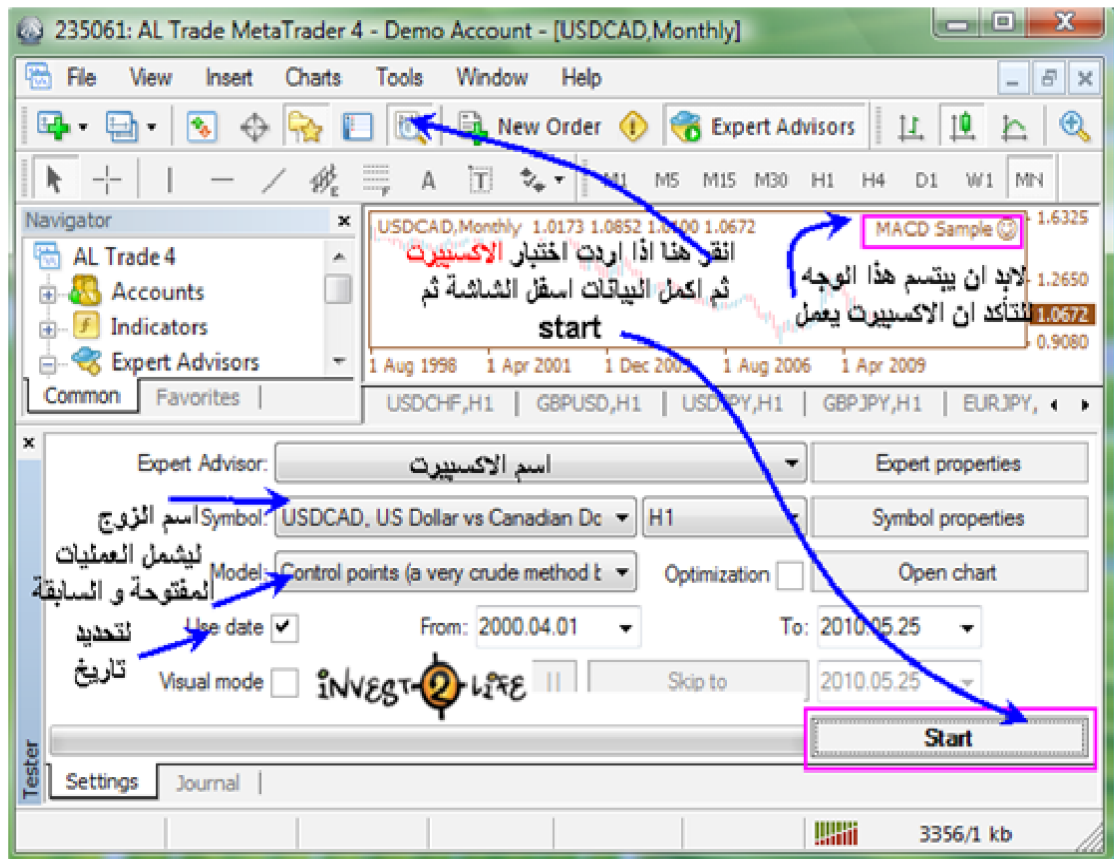 235061: AL Trade MetaTrader 4 - Demo Account - [USDCAD,Monthly]
File View Insert Charts Tools Window Help
New Order Expert Advisors
A T M1 M5 M15 M30 H1 H4 D1 W1 MN
Navigator
AL Trade 4
Accounts
Indicators
Expert Advisors
Common Favorites
USDCAD,Monthly 1.0173 1.0852 1.0100 1.0672
MACD Sample
انقر هنا اذا اردت اختبار الاكسبيرت
ثم اكمل البيانات اسفل الشاشة ثم
start
لابد ان يبتسم هذا الوجه
للتأكد ان الاكسبيرت يعمل
1.6325
1.2650
1.0672
0.9080
1 Aug 1998 1 Apr 2001 1 Dec 2003 1 Aug 2006 1 Apr 2009
USDCHF,H1 GBPUSD,H1 USDJPY,H1 GBPJPY,H1 EURJPY,
Expert Advisor: اسم الاكسبيرت Expert properties
اسم الزوج Symbol: USDCAD, US Dollar vs Canadian Dc H1 Symbol properties
ليشمل العمليات
المفتوحة و السابقة
Model: Control points (a very crude method b Optimization Open chart
لتحديد
تاريخ
Use date From: 2000.04.01 To: 2010.05.25
Visual mode Skip to 2010.05.25
iNVEST-2-LiFE
Start
Tester
Settings Journal
3356/1 kb